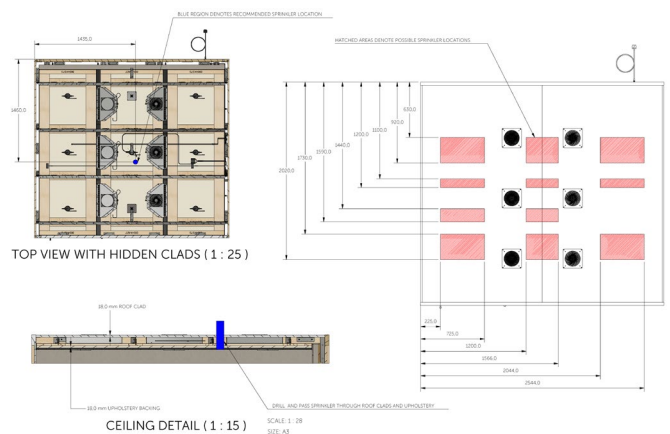 BLUE REGION DENOTES RECOMMENDED SPRINKLER LOCATION
1435,0
1460,0
TOP VIEW WITH HIDDEN CLADS ( 1 : 25 )
HATCHED AREAS DENOTE POSSIBLE SPRINKLER LOCATIONS
630,0
920,0
1100,0
1200,0
1440,0
1590,0
1730,0
2020,0
225,0
725,0
1200,0
1566,0
2044,0
2544,0
18,0 mm ROOF CLAD
18,0 mm UPHOLSTERY BACKING
CEILING DETAIL ( 1 : 15 )
DRILL AND PASS SPRINKLER THROUGH ROOF CLADS AND UPHOLSTERY
SCALE: 1 : 28
SIZE: A3